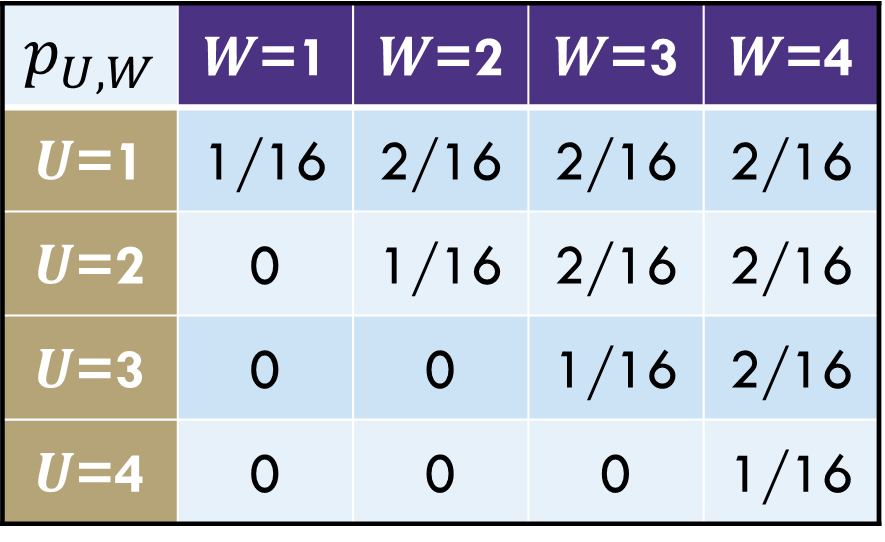 p_{U,W} W=1 W=2 W=3 W=4
U=1 1/16 2/16 2/16 2/16
U=2 0 1/16 2/16 2/16
U=3 0 0 1/16 2/16
U=4 0 0 0 1/16